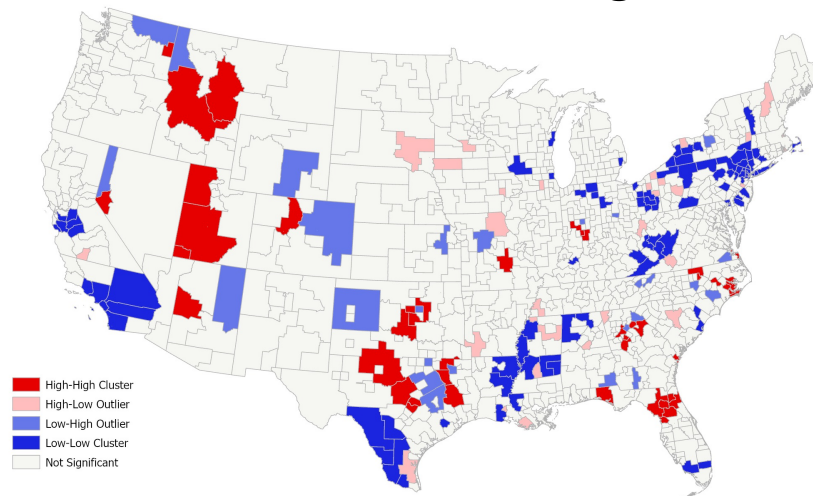 High-High Cluster
High-Low Outlier
Low-High Outlier
Low-Low Cluster
Not Significant